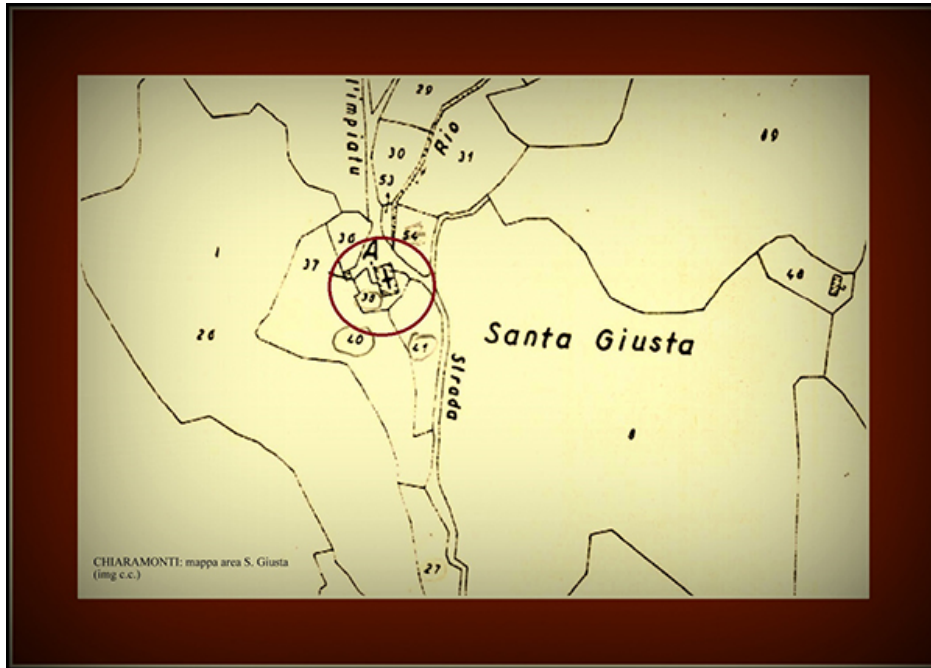 29
l'impiatu
30
Rio
31
89
53
36
54
A
1
37
48
38
26
40
41
Santa Giusta
Strada
CHIARAMONTI: mappa area S. Giusta
(img c.c.)
27